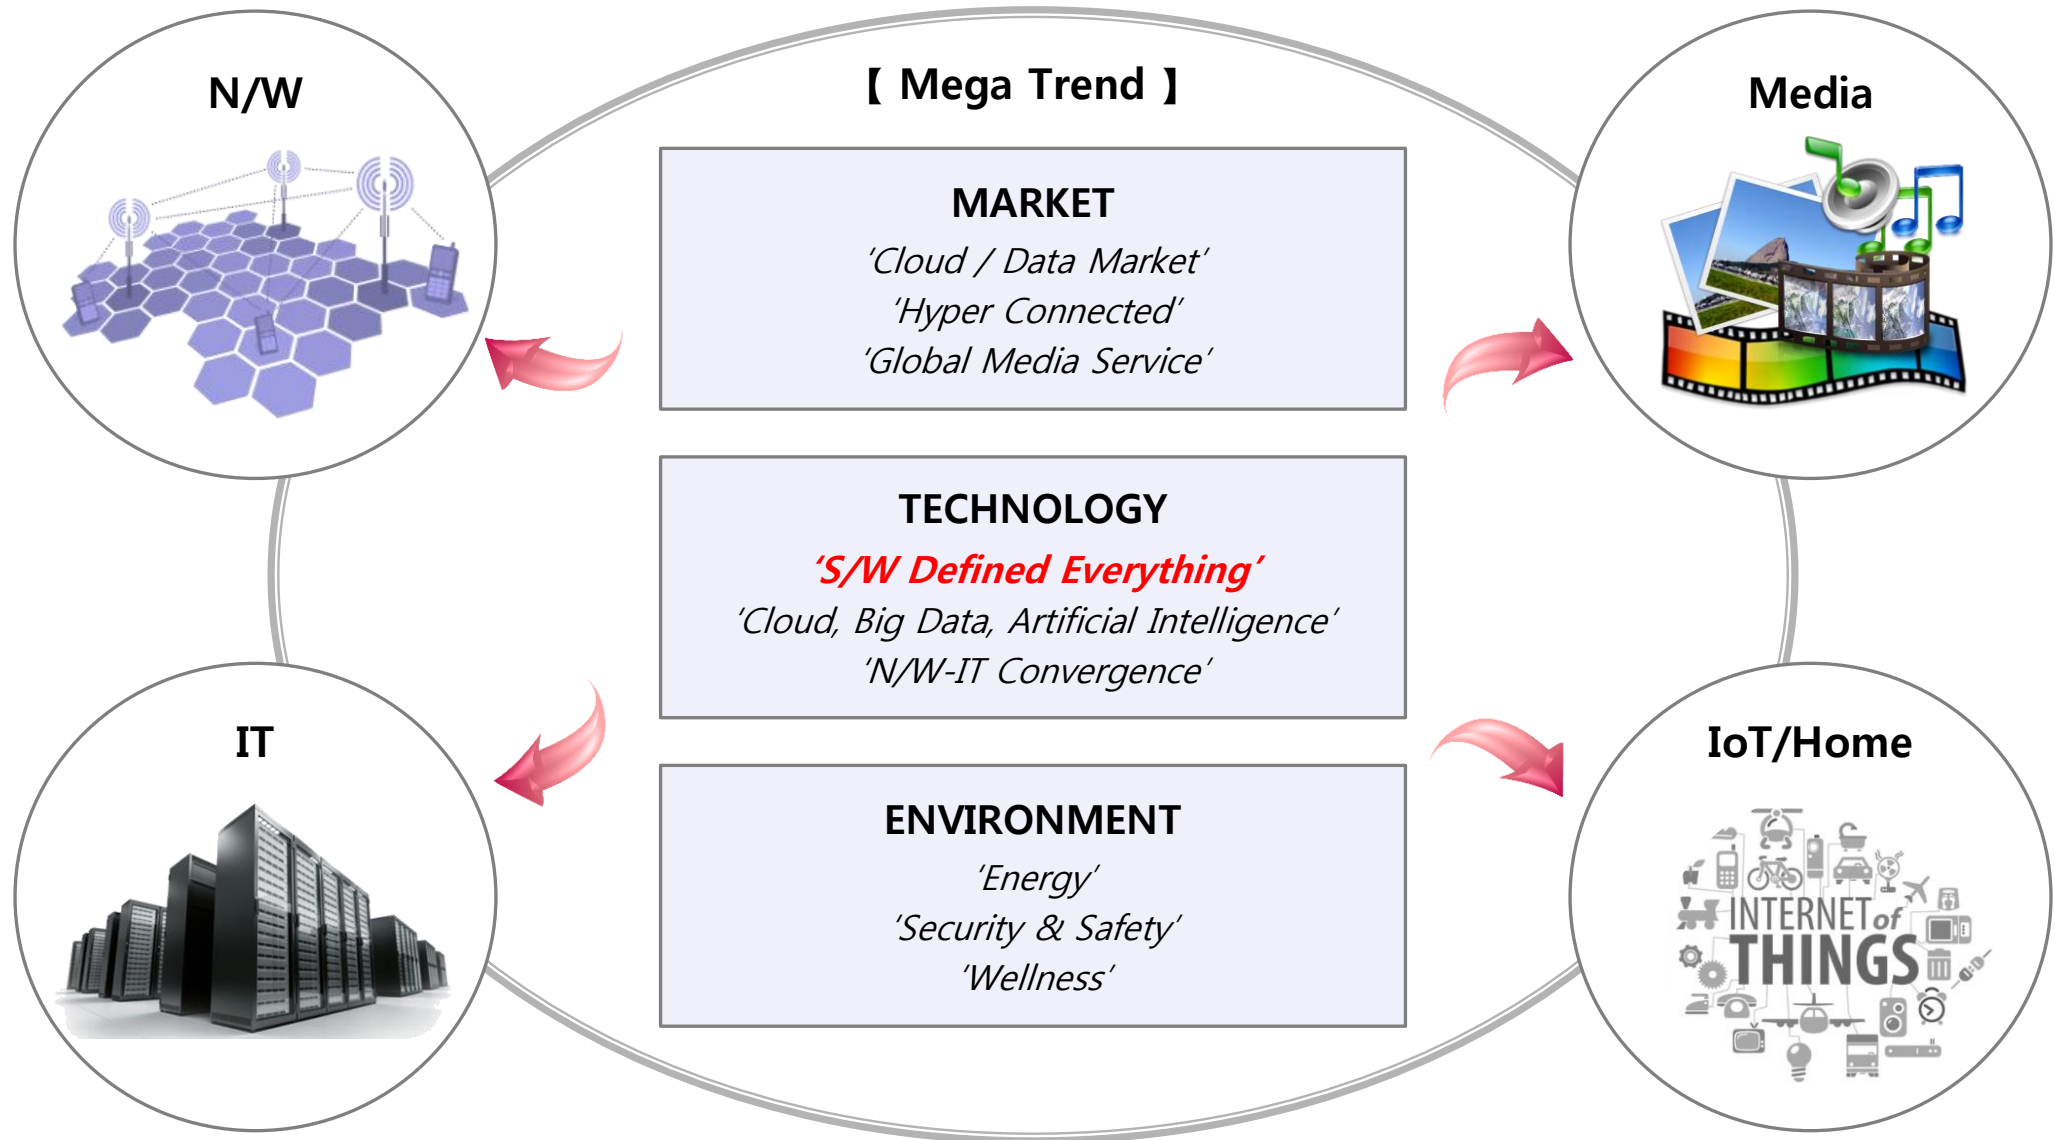 N/W
【 Mega Trend 】
Media
MARKET
‘Cloud / Data Market’
‘Hyper Connected’
‘Global Media Service’
TECHNOLOGY
‘S/W Defined Everything’
‘Cloud, Big Data, Artificial Intelligence’
‘N/W-IT Convergence’
IT
IoT/Home
ENVIRONMENT
‘Energy’
‘Security & Safety’
‘Wellness’
INTERNET of
THINGS